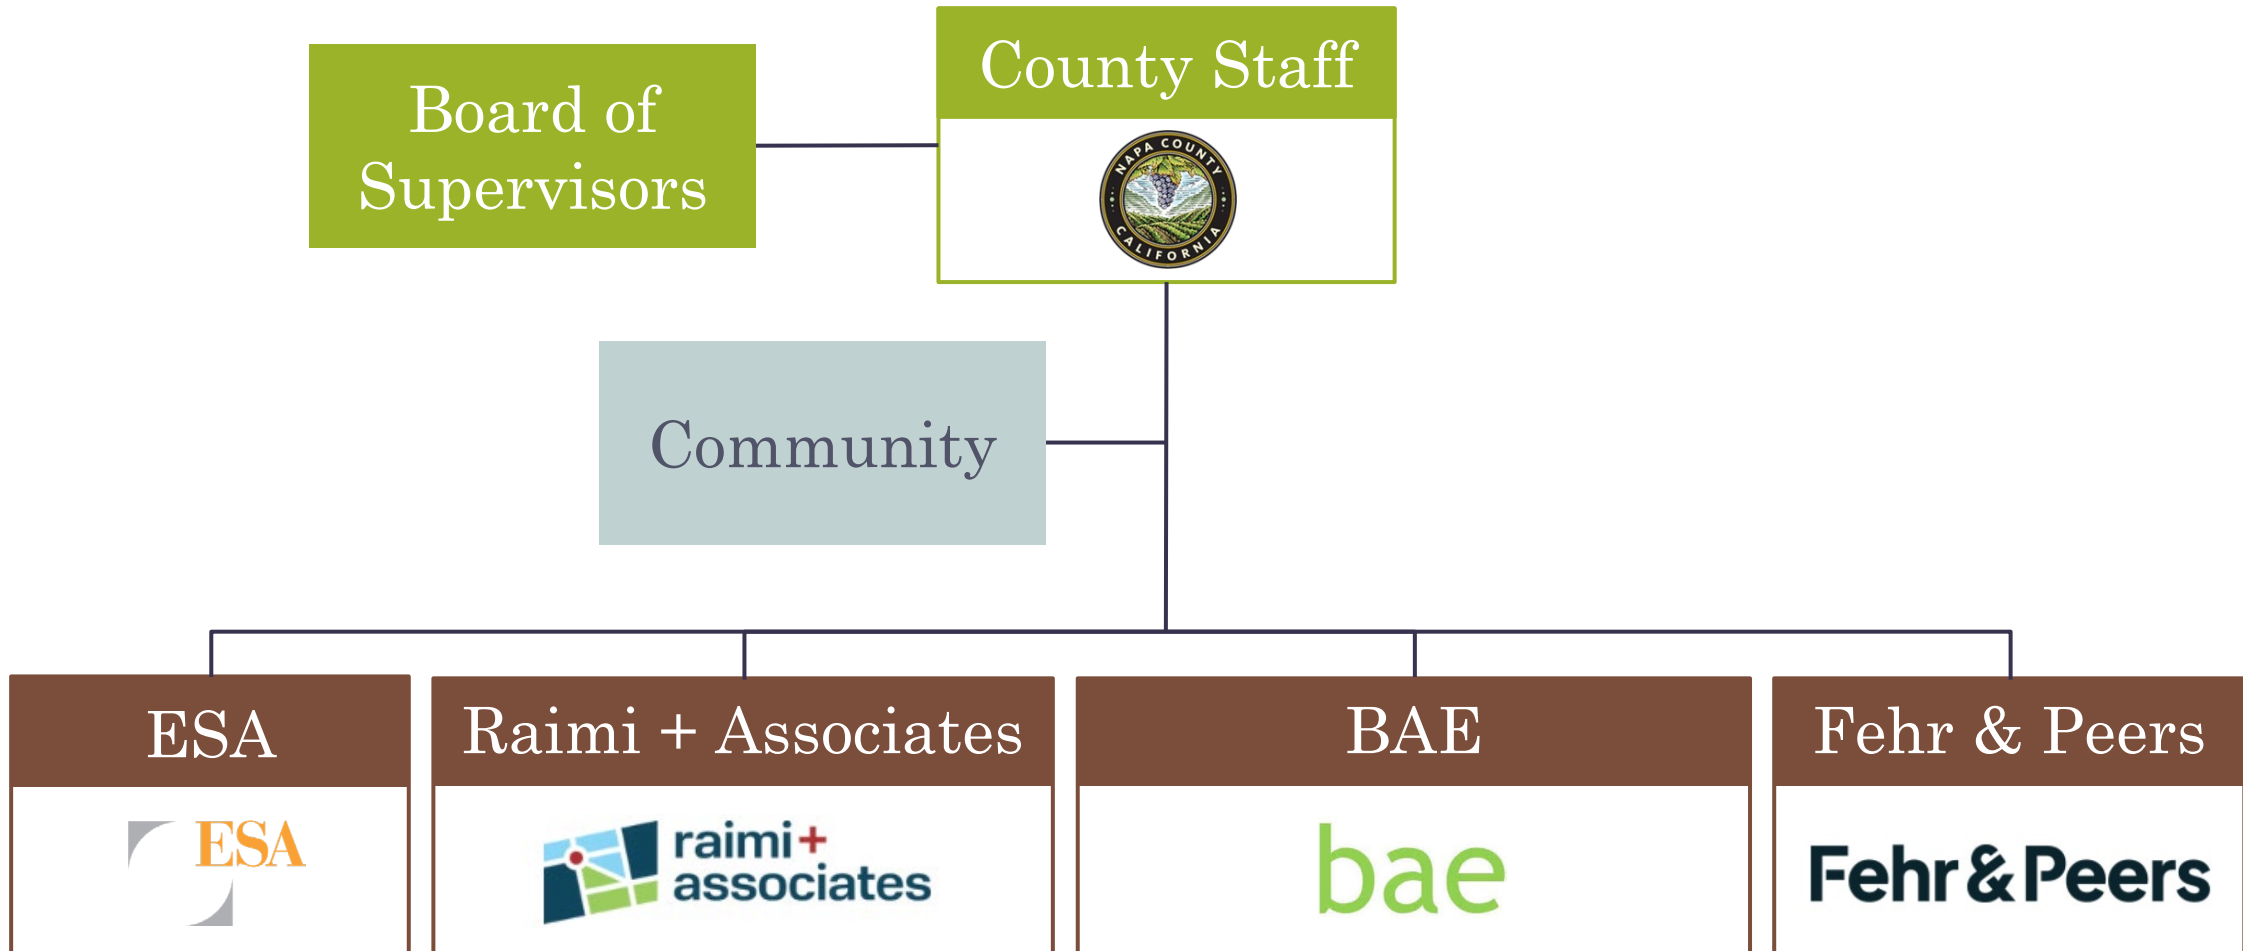 Board of
Supervisors
County Staff
NAPA COUNTY
CALIFORNIA
Community
ESA
Raimi + Associates
BAE
Fehr & Peers
ESA
raimi+
associates
bae
Fehr & Peers